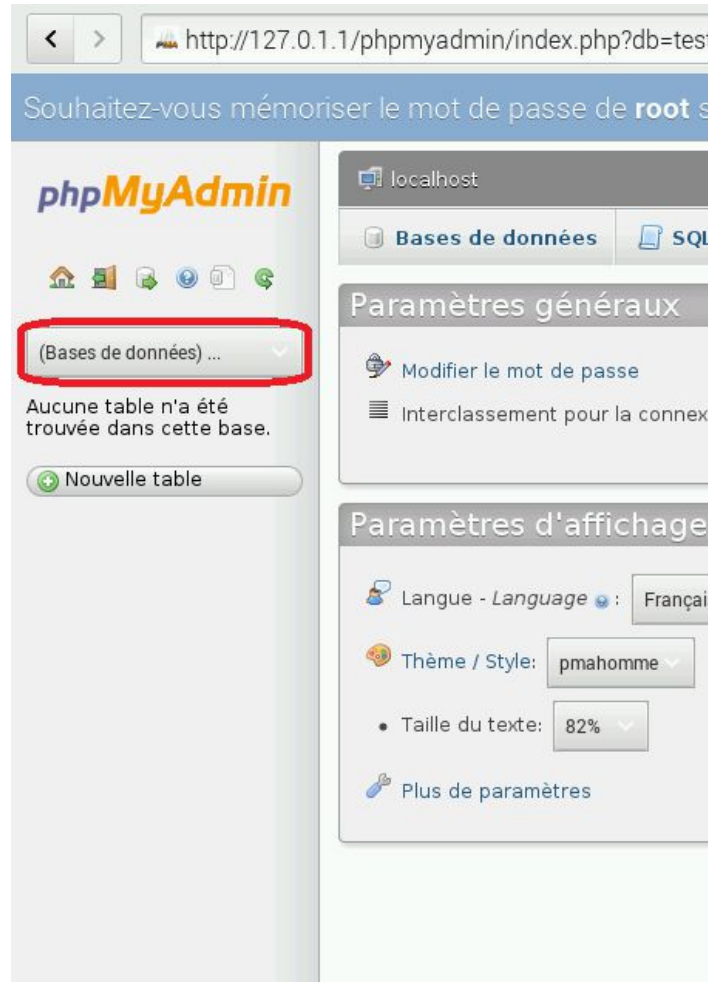 http://127.0.1.1/phpmyadmin/index.php?db=tes
Souhaitez-vous mémoriser le mot de passe de root s
phpMyAdmin
localhost
Bases de données SQL
Paramètres généraux
(Bases de données) ...
Modifier le mot de passe
Aucune table n'a été
trouvée dans cette base.
Interclassement pour la connex
Nouvelle table
Paramètres d'affichage
Langue - Language : Françai
Thème / Style: pmahomme
Taille du texte: 82%
Plus de paramètres